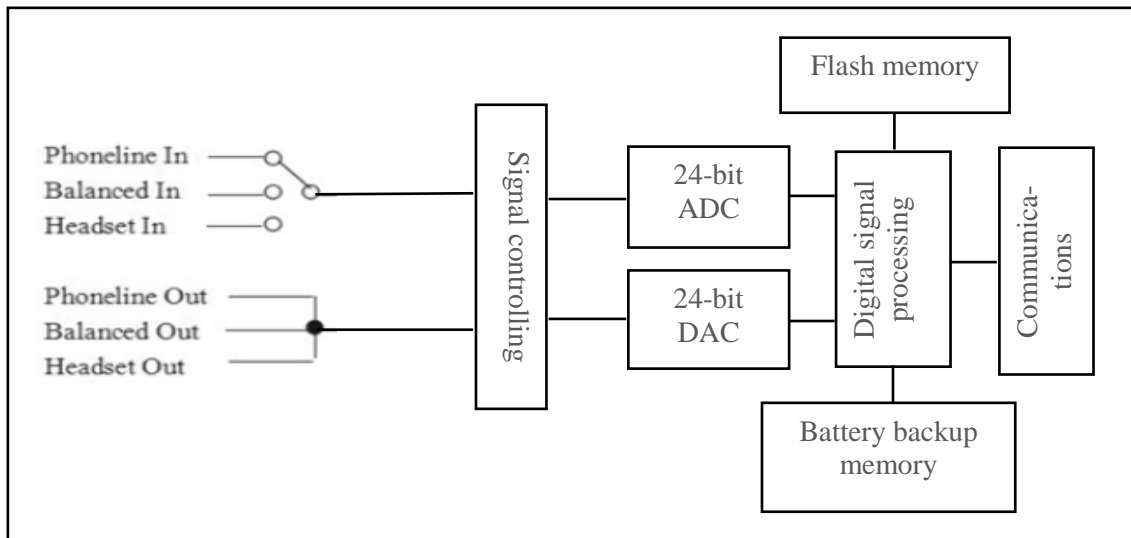 Phoneline In
Balanced In
Headset In
Phoneline Out
Balanced Out
Headset Out
Signal controlling
24-bit
ADC
24-bit
DAC
Flash memory
Digital signal
processing
Battery backup
memory
Communica-
tions